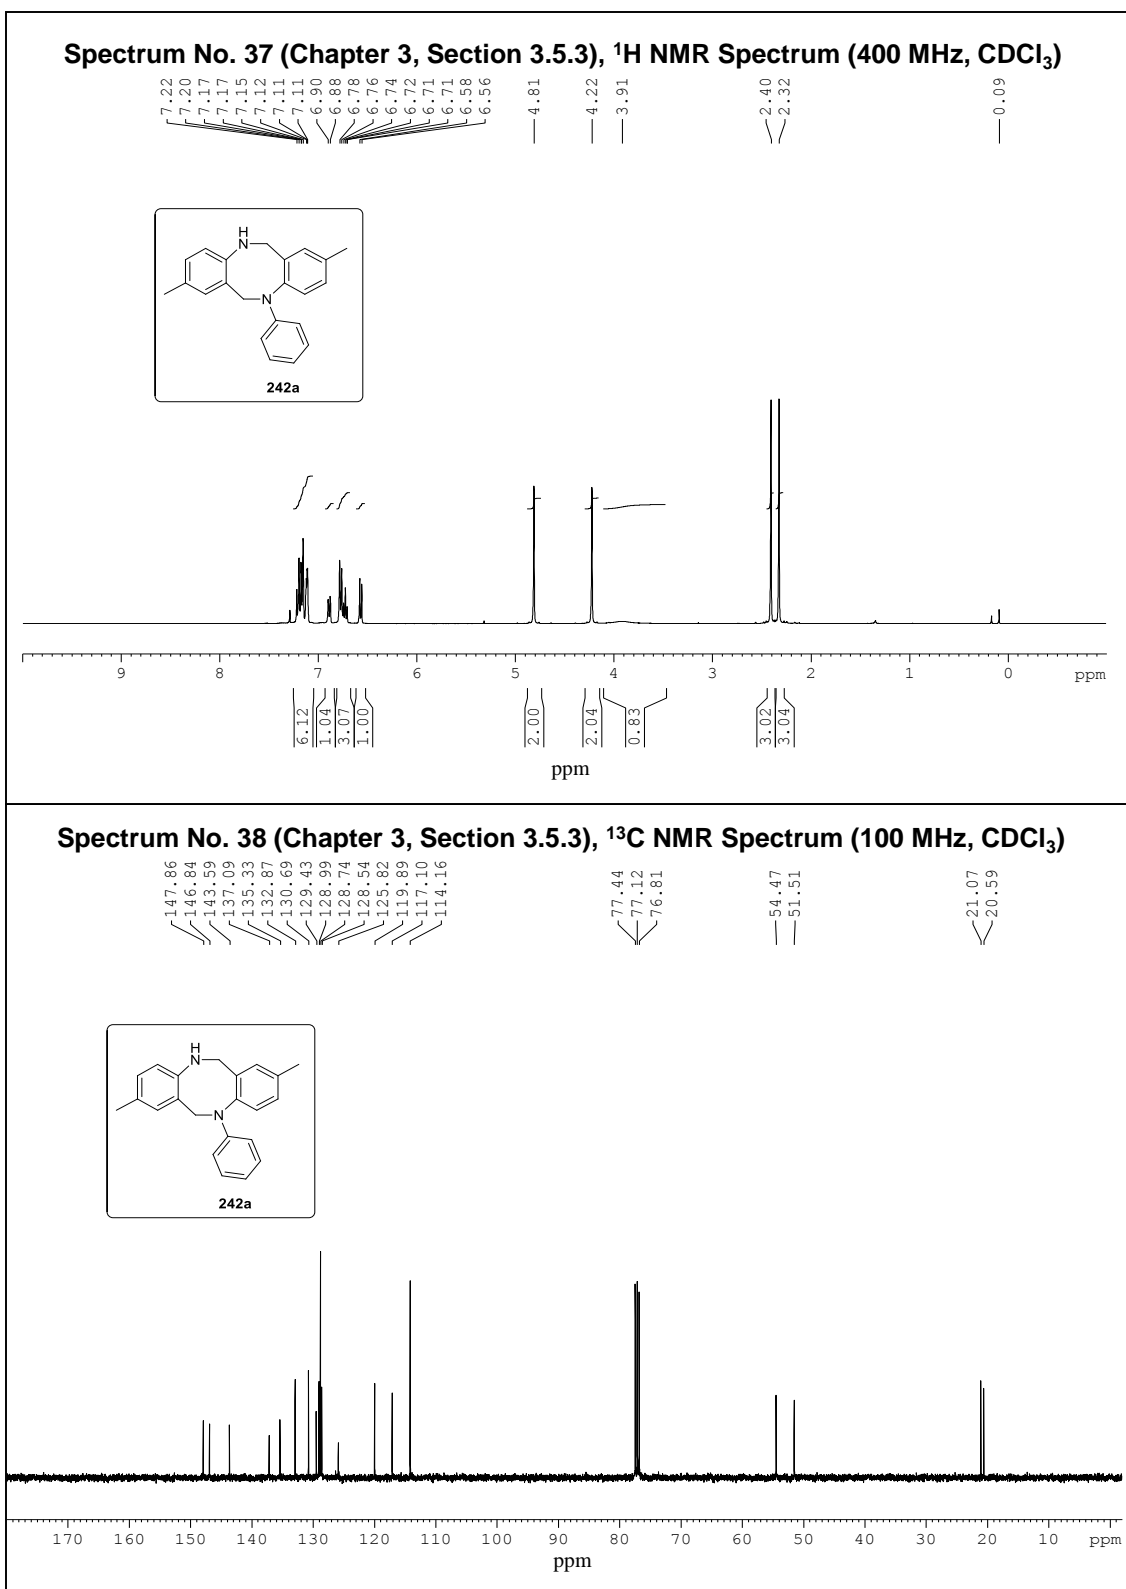 Spectrum No. 37 (Chapter 3, Section 3.5.3), ¹H NMR Spectrum (400 MHz, CDCl₃)
7.22 7.20 7.17 7.17 7.15 7.12 7.11 7.11 6.90 6.88 6.78 6.76 6.74 6.72 6.71 6.71 6.58 6.56 4.81 4.22 3.91 2.40 2.32 0.09
H
N
N
242a
9 8 7 6 5 4 3 2 1 0 ppm
6.12 1.04 3.07 1.00 2.00 2.04 0.83 3.02 3.04
ppm
Spectrum No. 38 (Chapter 3, Section 3.5.3), ¹³C NMR Spectrum (100 MHz, CDCl₃)
147.86 146.84 143.59 137.09 135.33 132.87 130.69 129.43 128.99 128.74 128.54 125.82 119.89 117.10 114.16 77.44 77.12 76.81 54.47 51.51 21.07 20.59
H
N
N
242a
170 160 150 140 130 120 110 100 90 80 70 60 50 40 30 20 10 ppm
ppm